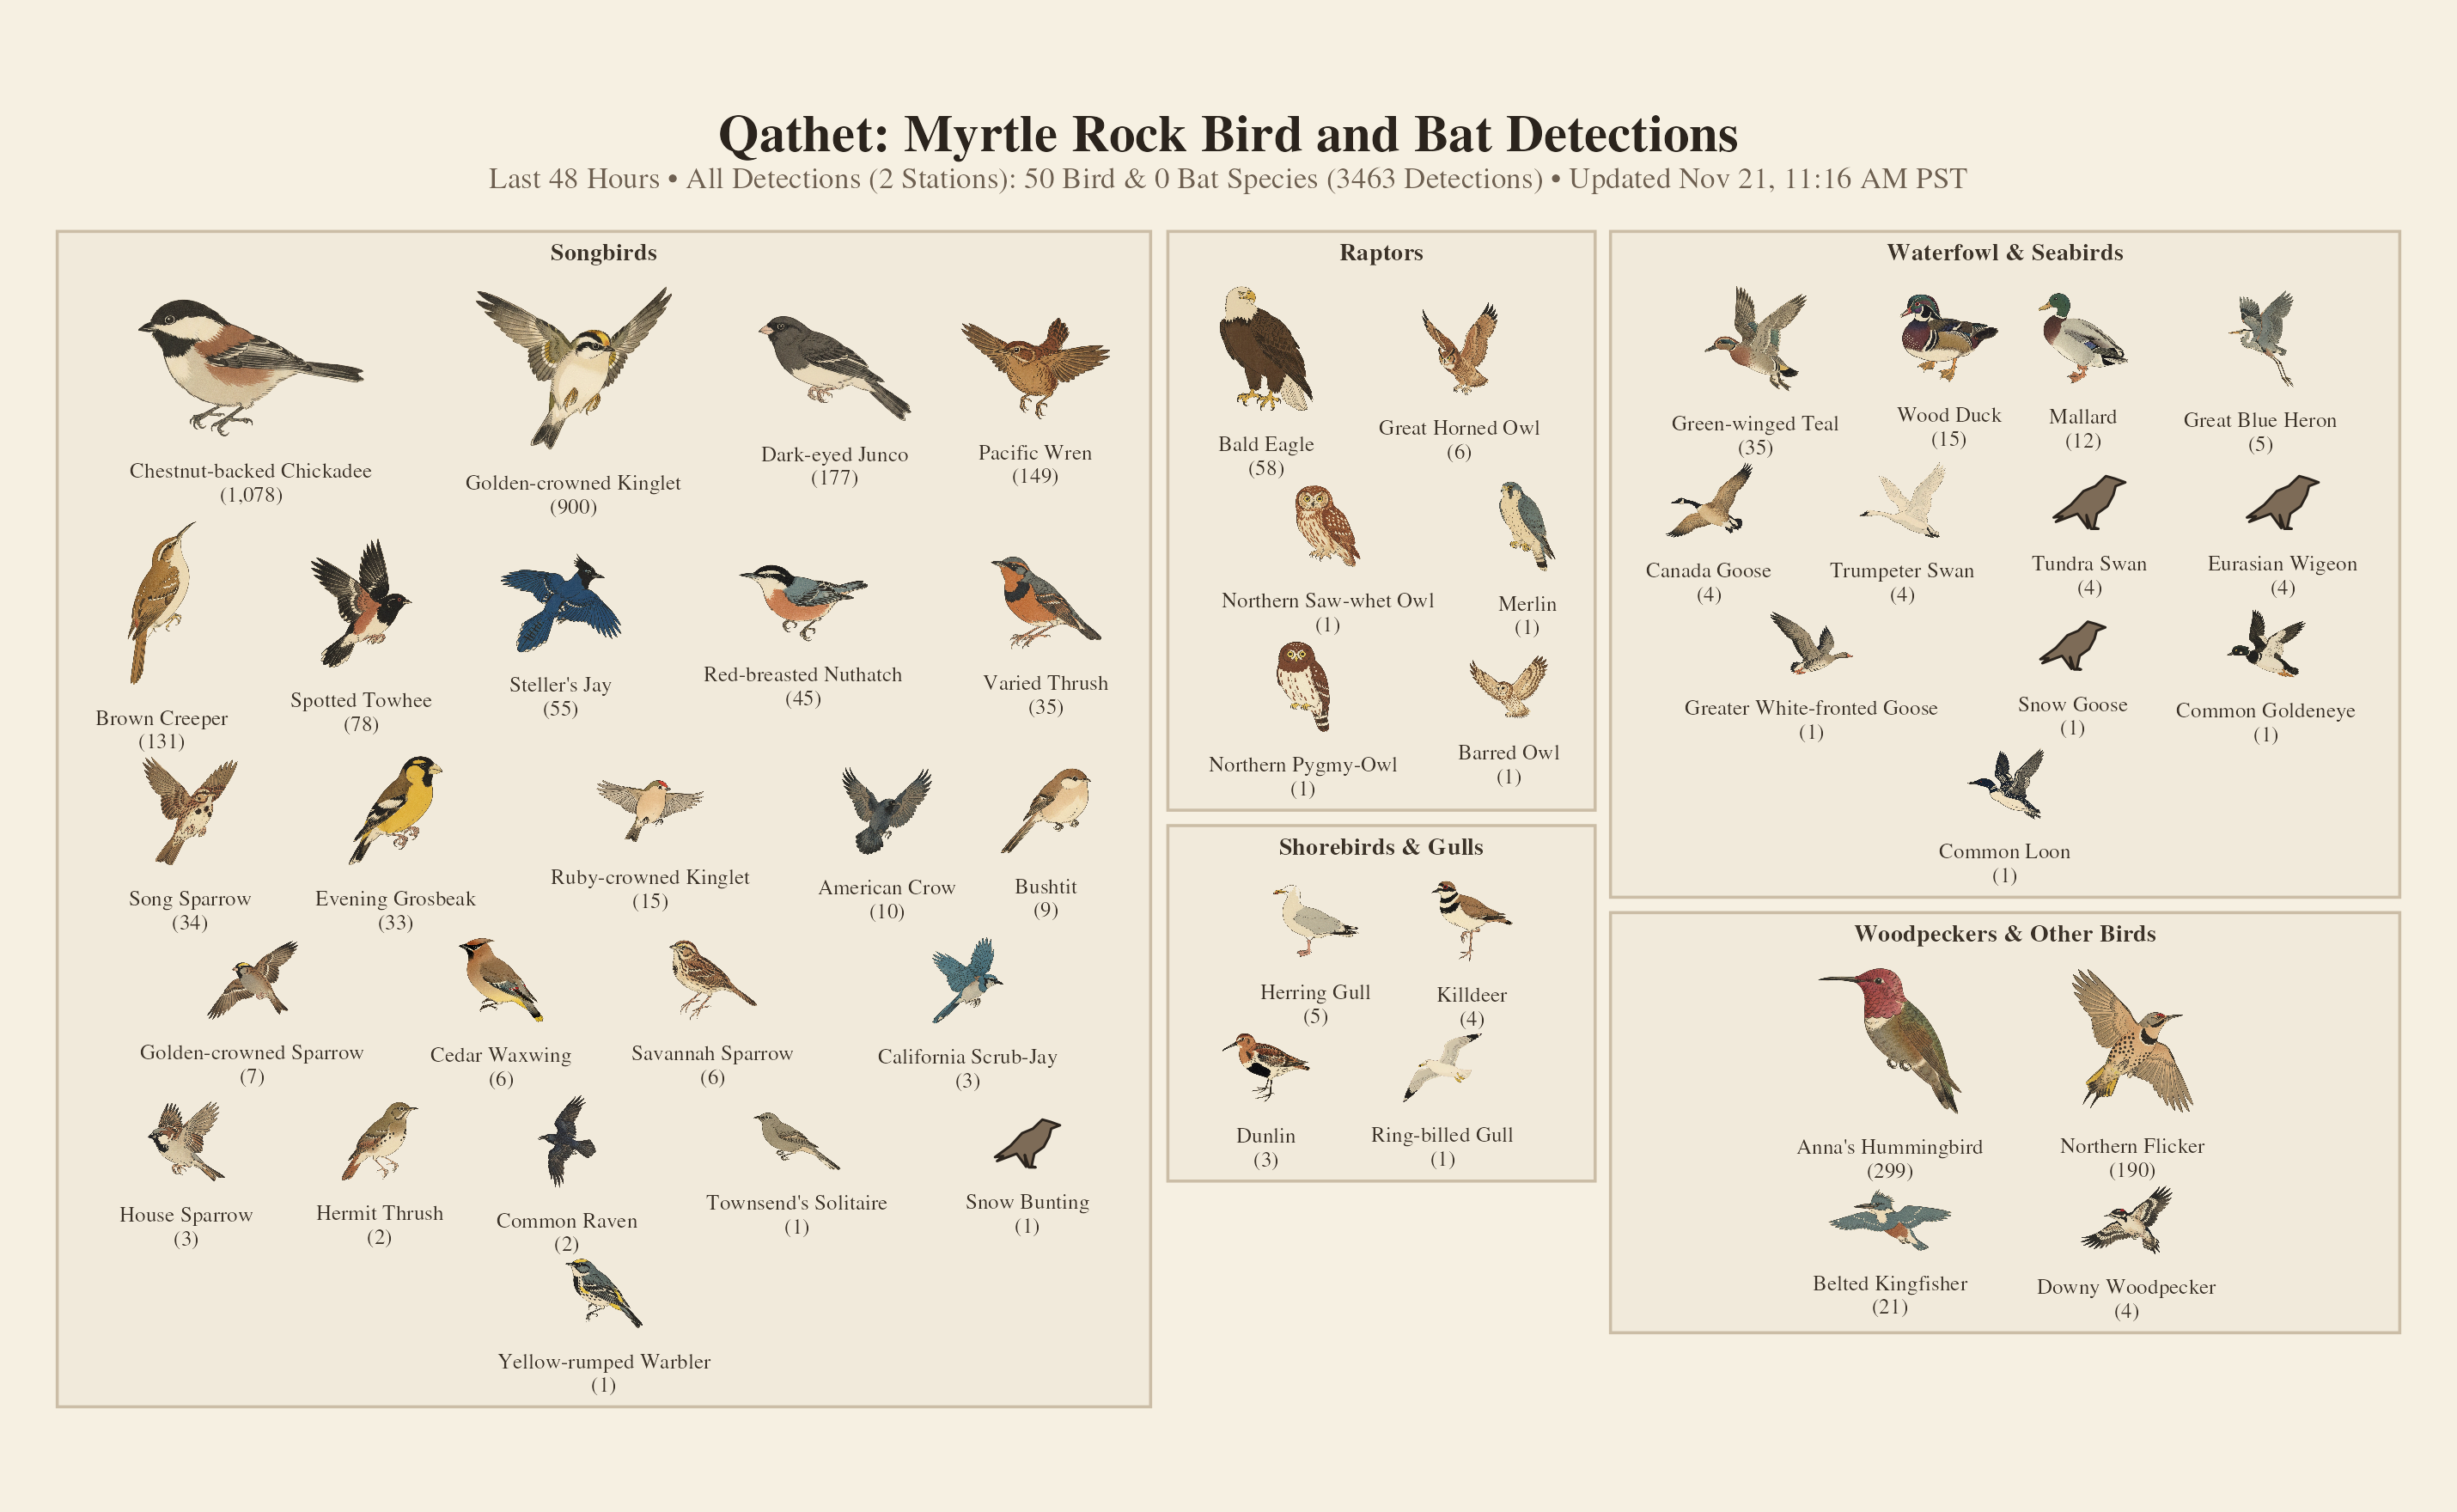 Qathet: Myrtle Rock Bird and Bat Detections
Last 48 Hours • All Detections (2 Stations): 50 Bird & 0 Bat Species (3463 Detections) • Updated Nov 21, 11:16 AM PST
Songbirds
Chestnut-backed Chickadee
(1,078)
Golden-crowned Kinglet
(900)
Dark-eyed Junco
(177)
Pacific Wren
(149)
Brown Creeper
(131)
Spotted Towhee
(78)
Steller's Jay
(55)
Red-breasted Nuthatch
(45)
Varied Thrush
(35)
Song Sparrow
(34)
Evening Grosbeak
(33)
Ruby-crowned Kinglet
(15)
American Crow
(10)
Bushtit
(9)
Golden-crowned Sparrow
(7)
Cedar Waxwing
(6)
Savannah Sparrow
(6)
California Scrub-Jay
(3)
House Sparrow
(3)
Hermit Thrush
(2)
Common Raven
(2)
Townsend's Solitaire
(1)
Snow Bunting
(1)
Yellow-rumped Warbler
(1)
Raptors
Bald Eagle
(58)
Great Horned Owl
(6)
Northern Saw-whet Owl
(1)
Merlin
(1)
Northern Pygmy-Owl
(1)
Barred Owl
(1)
Shorebirds & Gulls
Herring Gull
(5)
Killdeer
(4)
Dunlin
(3)
Ring-billed Gull
(1)
Waterfowl & Seabirds
Green-winged Teal
(35)
Wood Duck
(15)
Mallard
(12)
Great Blue Heron
(5)
Canada Goose
(4)
Trumpeter Swan
(4)
Tundra Swan
(4)
Eurasian Wigeon
(4)
Greater White-fronted Goose
(1)
Snow Goose
(1)
Common Goldeneye
(1)
Common Loon
(1)
Woodpeckers & Other Birds
Anna's Hummingbird
(299)
Northern Flicker
(190)
Belted Kingfisher
(21)
Downy Woodpecker
(4)